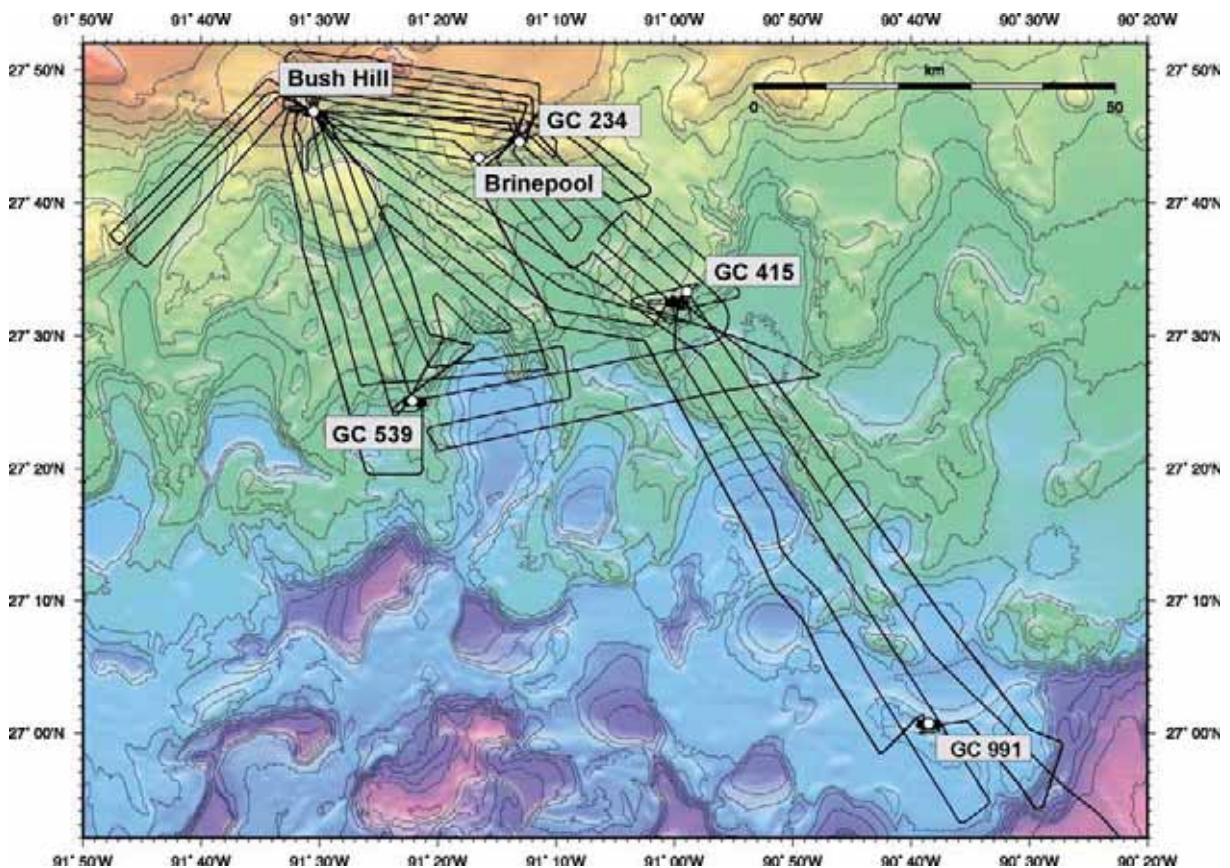 91° 50' 91° 40' 91° 30' 91° 20' 91° 10' 91° 00' 90° 50' 90° 40' 90° 30' 90° 20'
27° 50'N 27° 50'N
km
0 50
Bush Hill
GC 234
Brinepool
27° 40'N 27° 40'N
GC 415
27° 30'N 27° 30'N
GC 539
27° 20'N 27° 20'N
27° 10'N 27° 10'N
27° 00'N 27° 00'N
GC 991
91° 50' 91° 40' 91° 30' 91° 20' 91° 10' 91° 00' 90° 50' 90° 40' 90° 30' 90° 20'